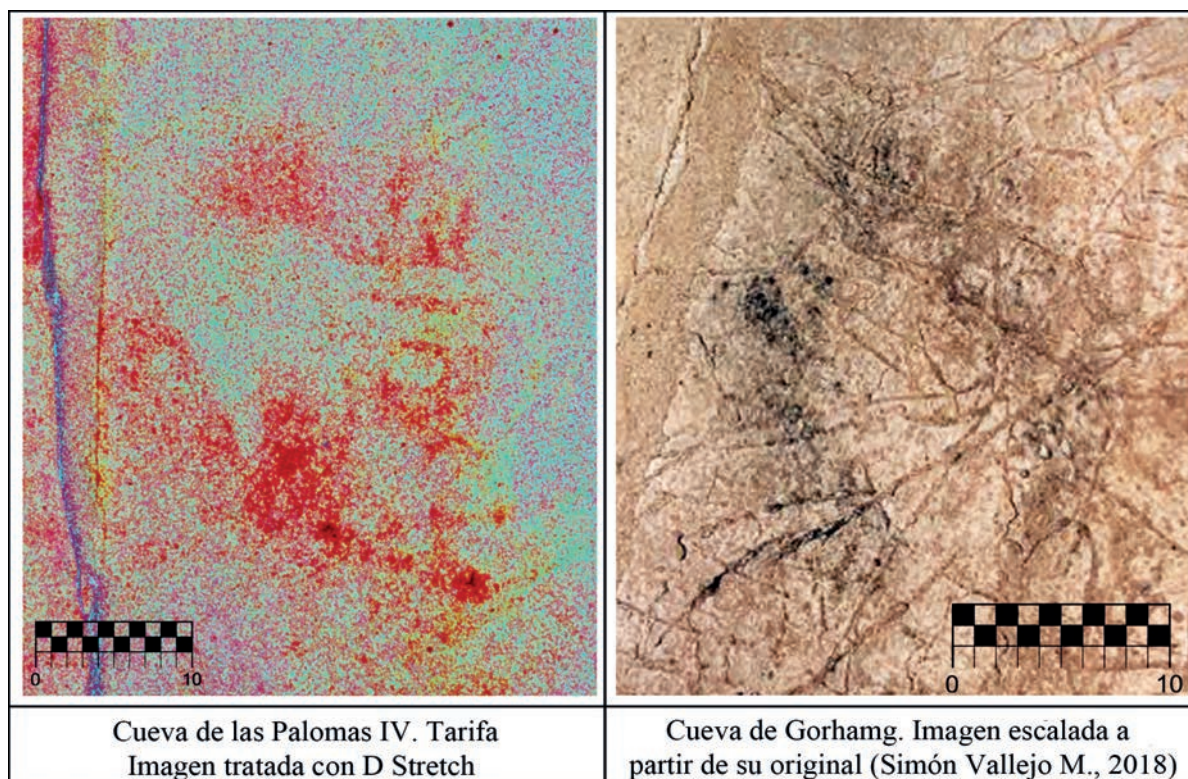 0 10
0 10
Cueva de las Palomas IV. Tarifa
Imagen tratada con D Stretch
Cueva de Gorhamg. Imagen escalada a
partir de su original (Simón Vallejo M., 2018)